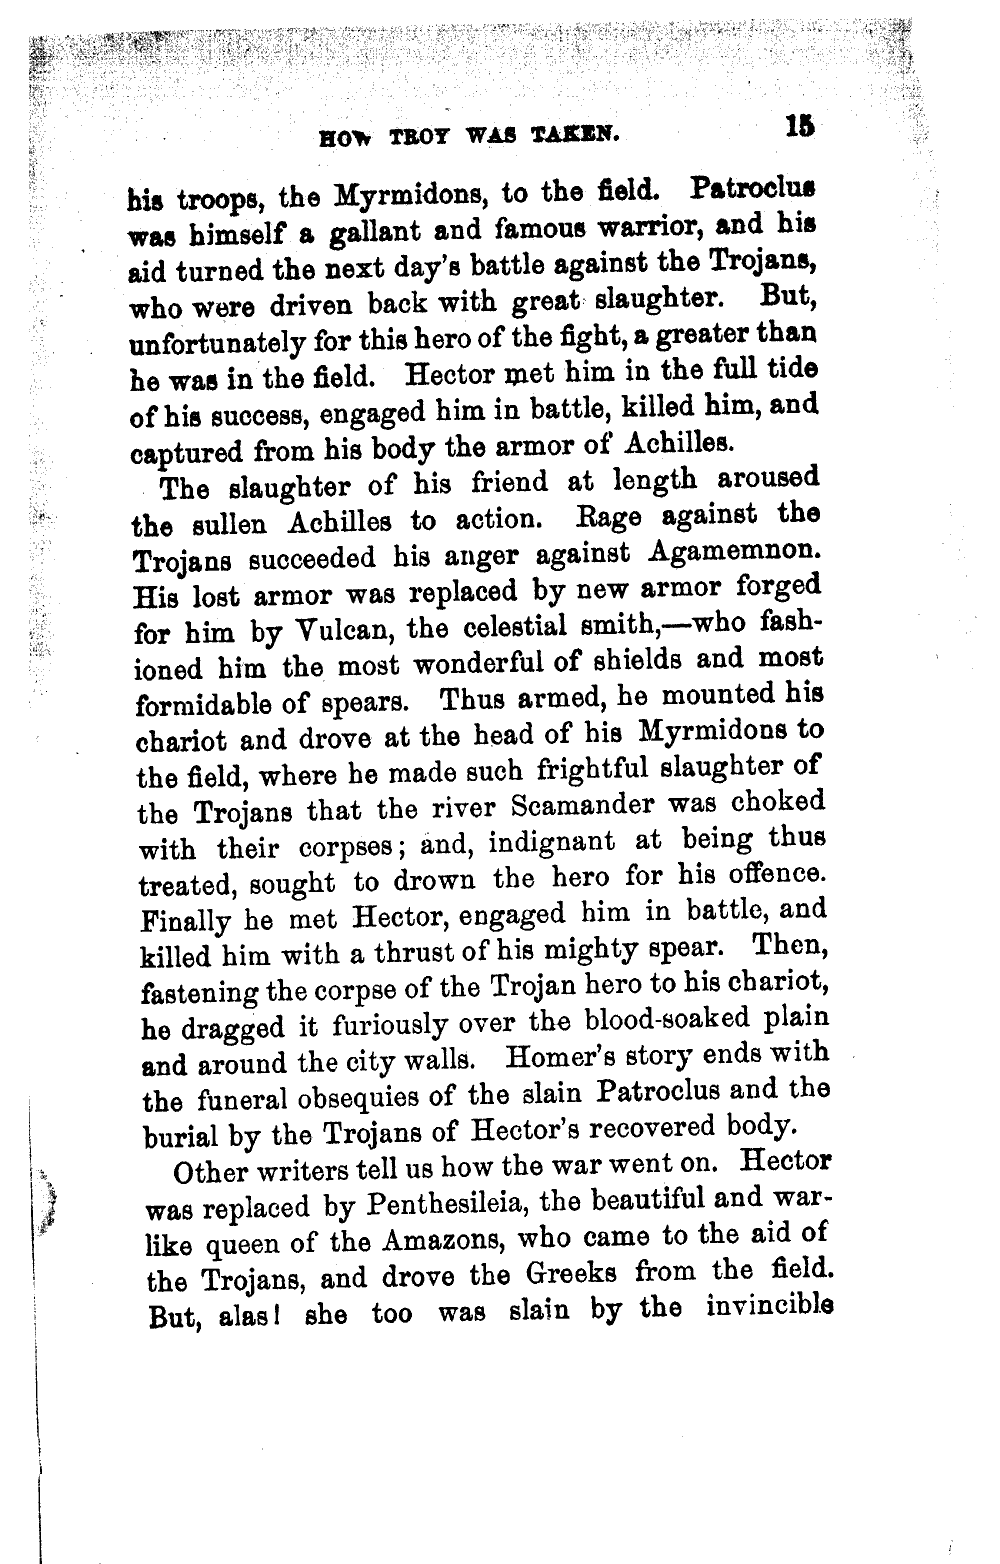 HOW TROY WAS TAKEN. 15
his troops, the Myrmidons, to the field. Patroclus
was himself a gallant and famous warrior, and his
aid turned the next day's battle against the Trojans,
who were driven back with great slaughter. But,
unfortunately for this hero of the fight, a greater than
he was in the field. Hector met him in the full tide
of his success, engaged him in battle, killed him, and
captured from his body the armor of Achilles.
The slaughter of his friend at length aroused
the sullen Achilles to action. Rage against the
Trojans succeeded his anger against Agamemnon.
His lost armor was replaced by new armor forged
for him by Vulcan, the celestial smith,—who fash-
ioned him the most wonderful of shields and most
formidable of spears. Thus armed, he mounted his
chariot and drove at the head of his Myrmidons to
the field, where he made such frightful slaughter of
the Trojans that the river Scamander was choked
with their corpses; and, indignant at being thus
treated, sought to drown the hero for his offence.
Finally he met Hector, engaged him in battle, and
killed him with a thrust of his mighty spear. Then,
fastening the corpse of the Trojan hero to his chariot,
he dragged it furiously over the blood-soaked plain
and around the city walls. Homer's story ends with
the funeral obsequies of the slain Patroclus and the
burial by the Trojans of Hector's recovered body.
Other writers tell us how the war went on. Hector
was replaced by Penthesileia, the beautiful and war-
like queen of the Amazons, who came to the aid of
the Trojans, and drove the Greeks from the field.
But, alas! she too was slain by the invincible